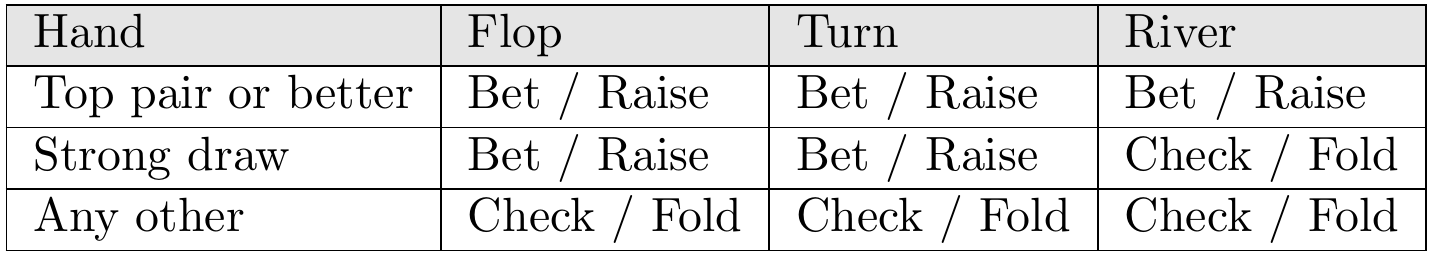 Hand Flop Turn River
Top pair or better Bet / Raise Bet / Raise Bet / Raise
Strong draw Bet / Raise Bet / Raise Check / Fold
Any other Check / Fold Check / Fold Check / Fold